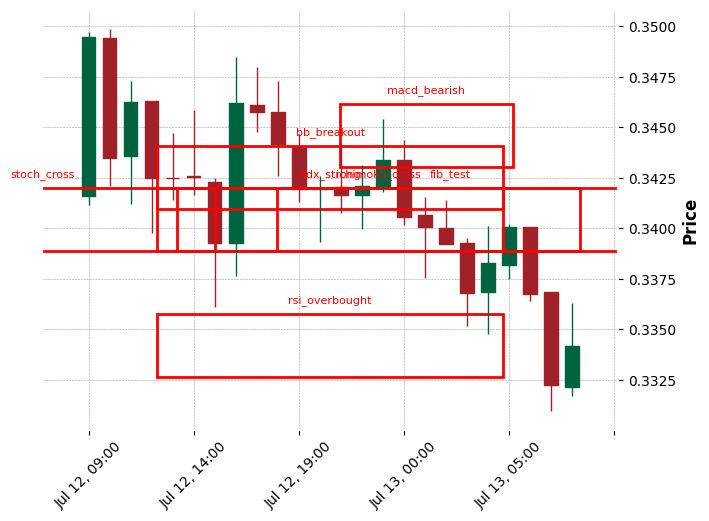 macd_bearish
bb_breakout
stoch_cross
adx_strong
ichimoku_cross
fib_test
rsi_overbought
0.3500
0.3475
0.3450
0.3425
0.3400
0.3375
0.3350
0.3325
Price
Jul 12, 09:00
Jul 12, 14:00
Jul 12, 19:00
Jul 13, 00:00
Jul 13, 05:00